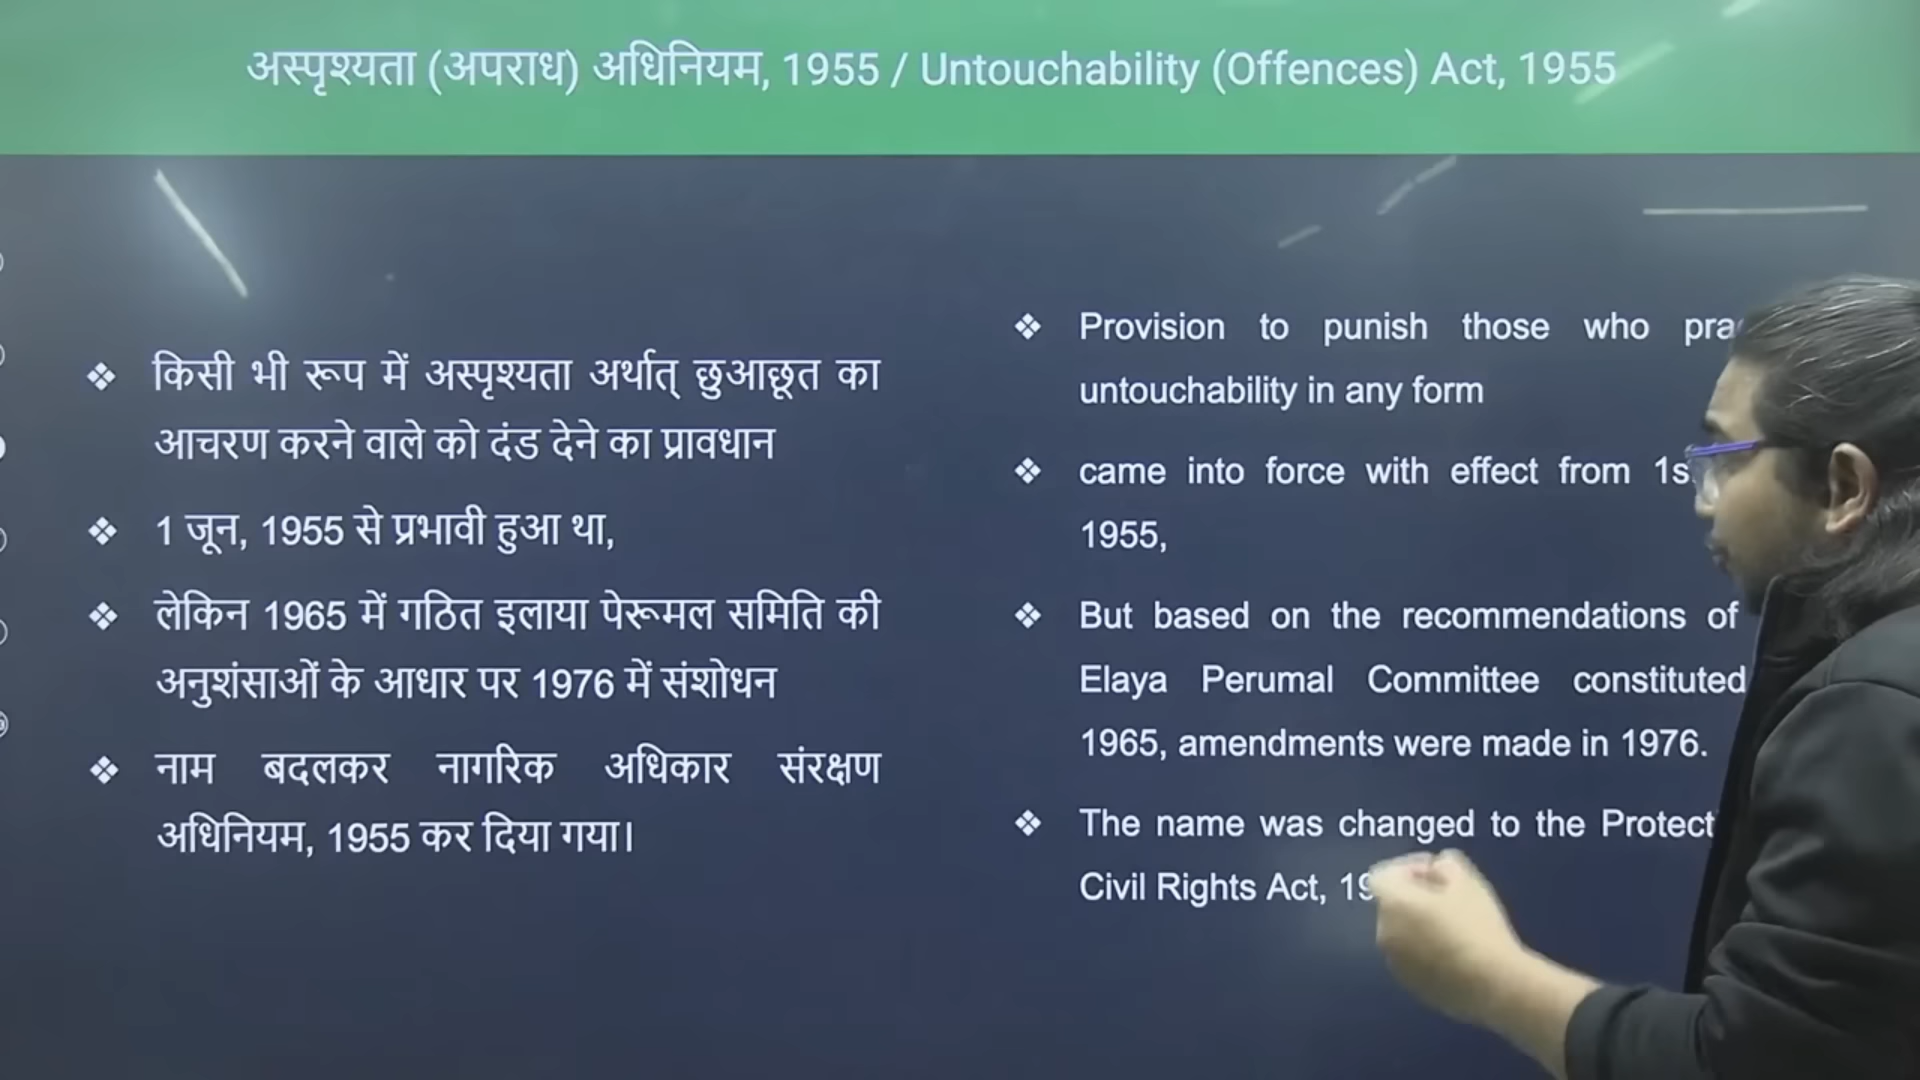 अस्पृश्यता (अपराध) अधिनियम, 1955 / Untouchability (Offences) Act, 1955
❖ किसी भी रूप में अस्पृश्यता अर्थात् छुआछूत का
आचरण करने वाले को दंड देने का प्रावधान
❖ 1 जून, 1955 से प्रभावी हुआ था,
❖ लेकिन 1965 में गठित इलाया पेरूमल समिति की
अनुशंसाओं के आधार पर 1976 में संशोधन
❖ नाम बदलकर नागरिक अधिकार संरक्षण
अधिनियम, 1955 कर दिया गया।
❖ Provision to punish those who
untouchability in any form
❖ came into force with effect from
1955,
❖ But based on the recommendations of
Elaya Perumal Committee constituted
1965, amendments were made in 1976.
❖ The name was changed to the
Civil Rights Act,